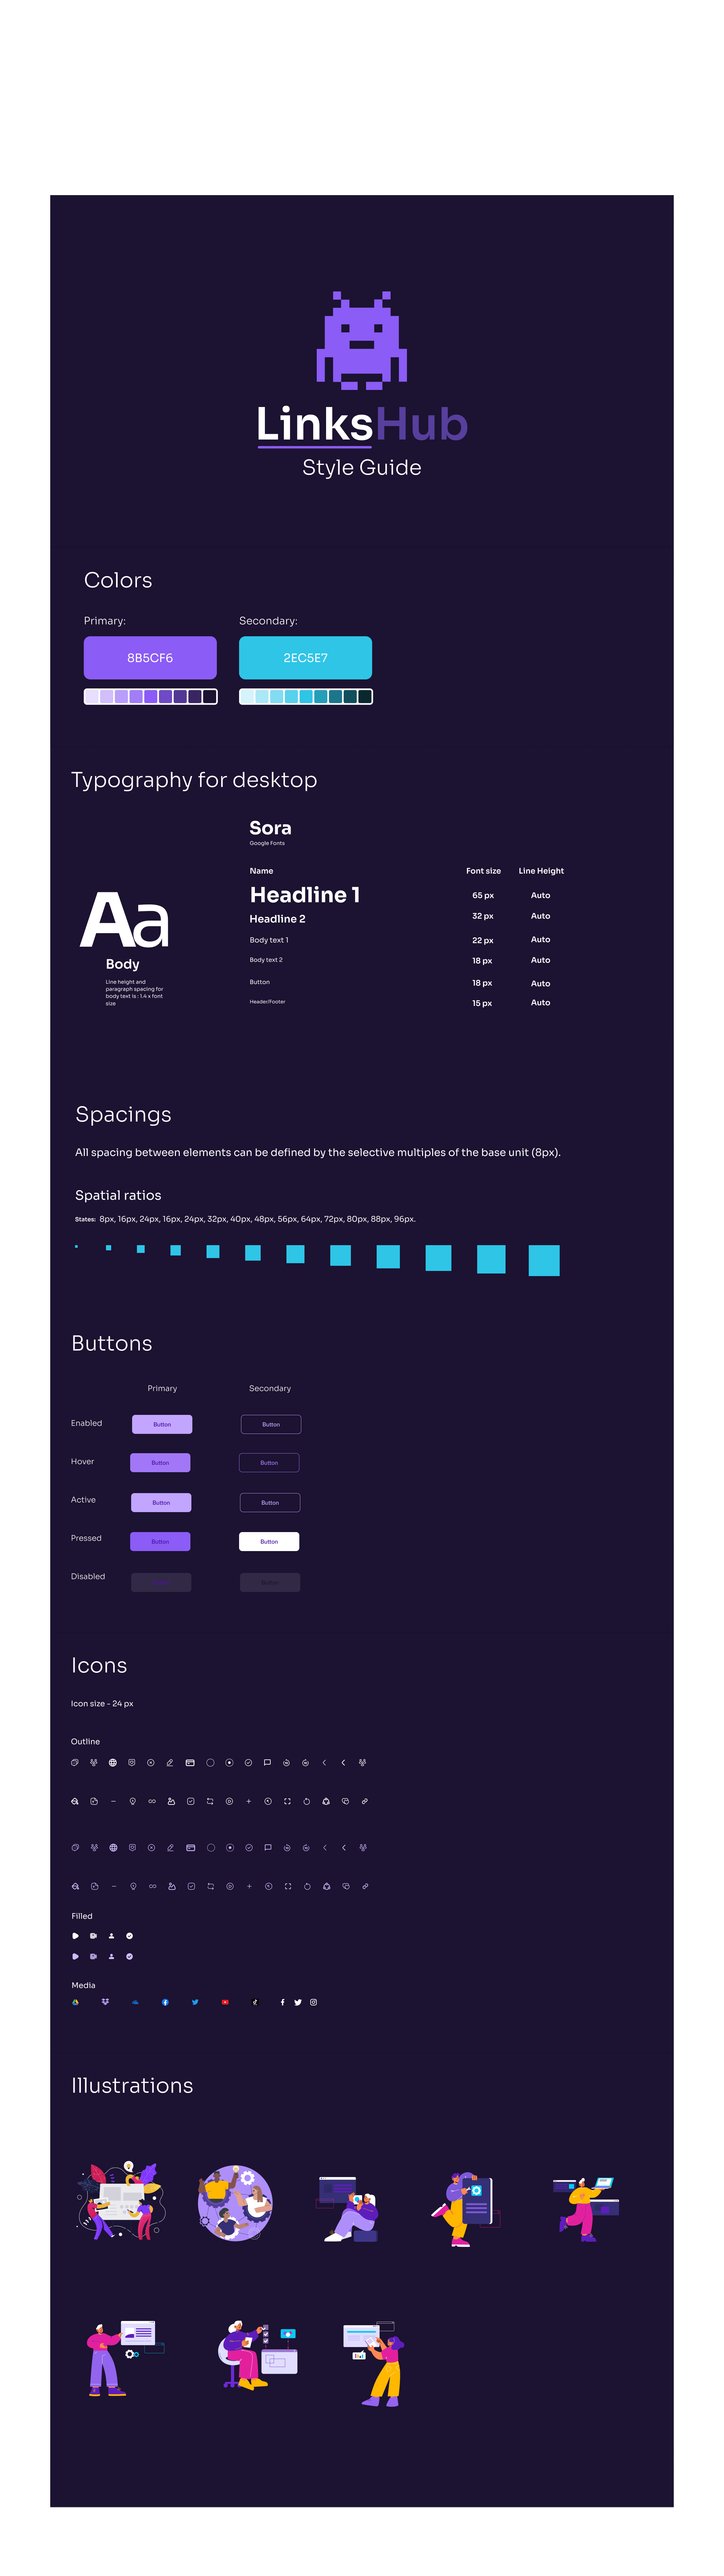 LinksHub
Style Guide
Colors
Primary:
Secondary:
8B5CF6
2EC5E7
Typography for desktop
Sora
Google Fonts
Name
Font size
Line Height
Aa
Body
Line height and
paragraph spacing for
body text is : 1.4 x font
size
Headline 1
65 px
Auto
Headline 2
32 px
Auto
Body text 1
22 px
Auto
Body text 2
18 px
Auto
Button
18 px
Auto
Header/Footer
15 px
Auto
Spacings
All spacing between elements can be defined by the selective multiples of the base unit (8px).
Spatial ratios
States: 8px, 16px, 24px, 16px, 24px, 32px, 40px, 48px, 56px, 64px, 72px, 80px, 88px, 96px.
Buttons
Primary
Secondary
Enabled
Button
Button
Hover
Button
Button
Active
Button
Button
Pressed
Button
Button
Disabled
Icons
Icon size - 24 px
Outline
Filled
Media
Illustrations